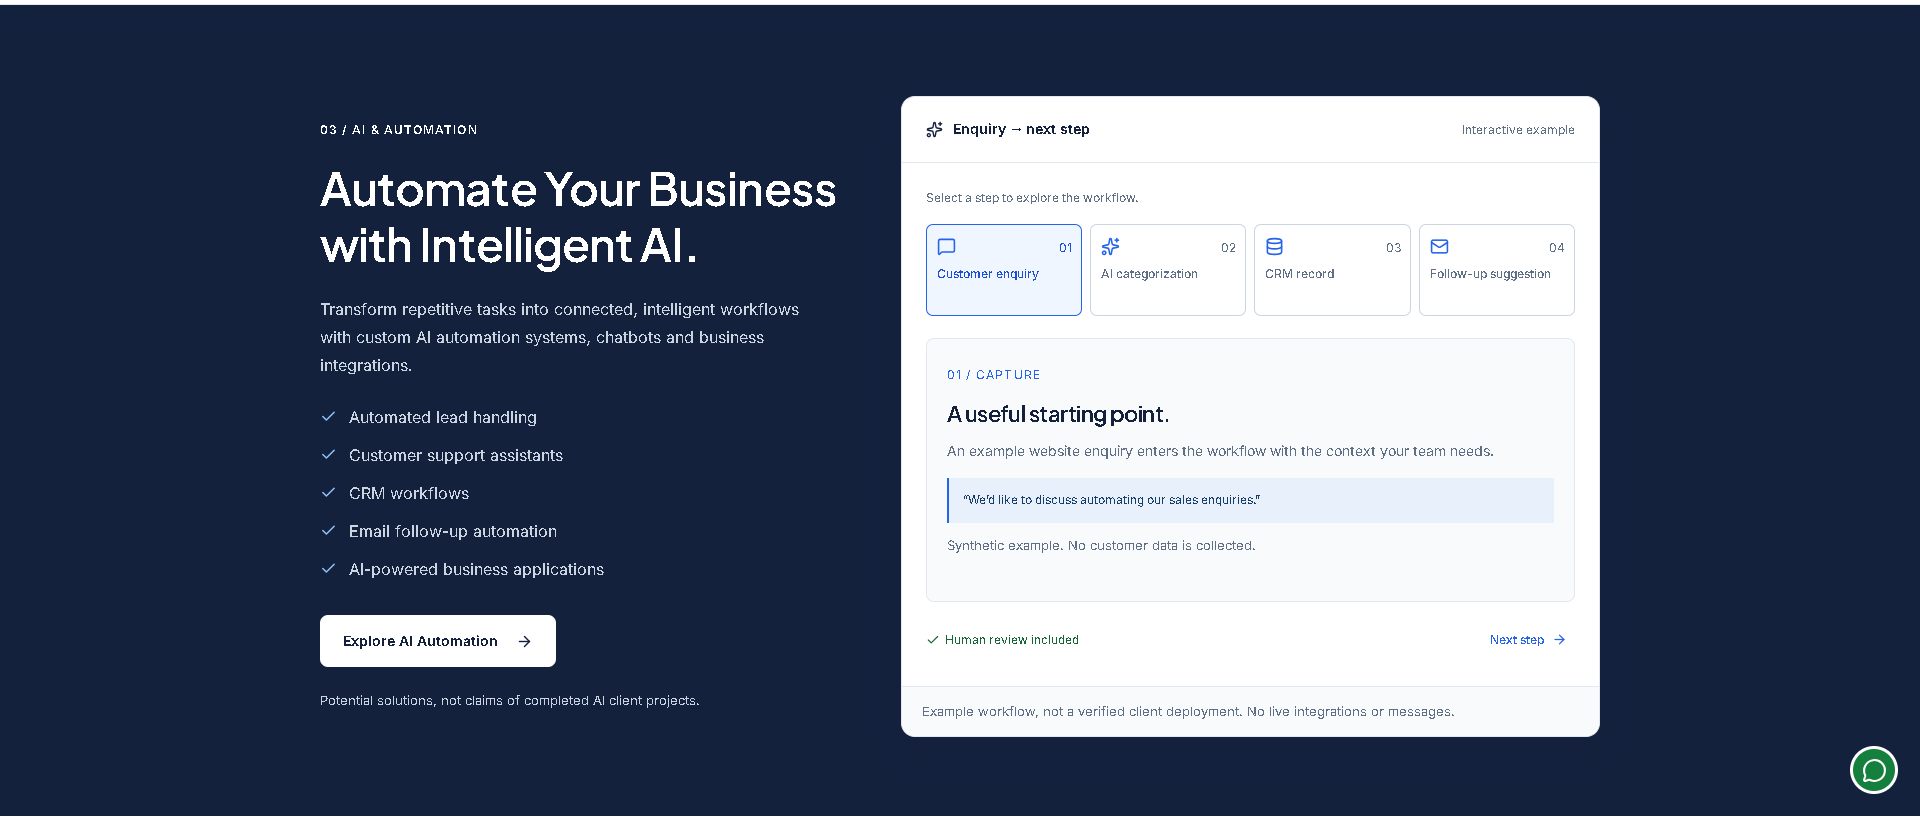 03 / AI & AUTOMATION
Automate Your Business
with Intelligent AI.
Transform repetitive tasks into connected, intelligent workflows
with custom AI automation systems, chatbots and business
integrations.
Automated lead handling
Customer support assistants
CRM workflows
Email follow-up automation
AI-powered business applications
Explore AI Automation →
Potential solutions, not claims of completed AI client projects.
Enquiry → next step
Interactive example
Select a step to explore the workflow.
01
Customer enquiry
02
AI categorization
03
CRM record
04
Follow-up suggestion
01 / CAPTURE
A useful starting point.
An example website enquiry enters the workflow with the context your team needs.
“We’d like to discuss automating our sales enquiries.”
Synthetic example. No customer data is collected.
Human review included
Next step →
Example workflow, not a verified client deployment. No live integrations or messages.